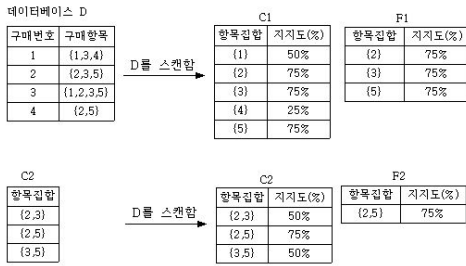 데이터베이스 D
구매번호 구매항목
1 {1,3,4}
2 {2,3,5}
3 {1,2,3,5}
4 {2,5}
D를 스캔함
C1
항목집합 지지도(%)
{1} 50%
{2} 75%
{3} 75%
{4} 25%
{5} 75%
F1
항목집합 지지도(%)
{2} 75%
{3} 75%
{5} 75%
C2
항목집합
{2,3}
{2,5}
{3,5}
D를 스캔함
C2
항목집합 지지도(%)
{2,3} 50%
{2,5} 75%
{3,5} 50%
F2
항목집합 지지도(%)
{2,5} 75%